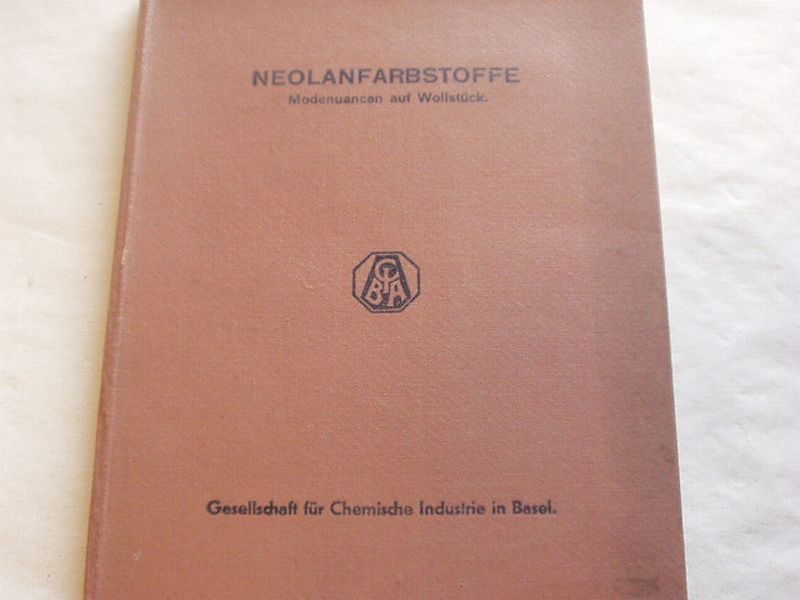 NEOLANFARBSTOFFE
Modenuancen auf Wollstück.
CIBA
Gesellschaft für Chemische Industrie in Basel.